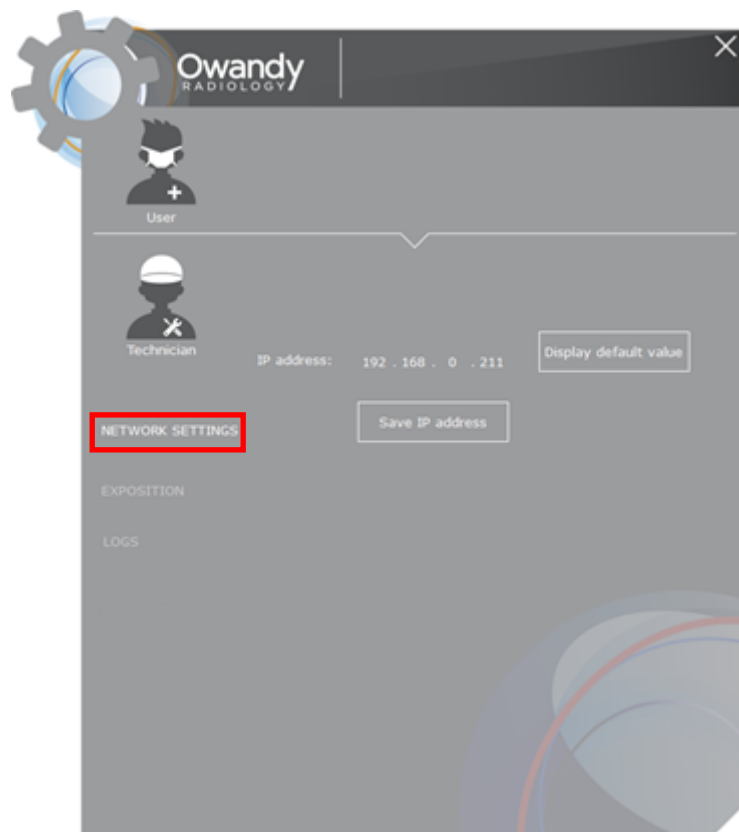 Owandy
RADIOLOGY
User
Technician
IP address: 192 . 168 . 0 . 211
Display default value
NETWORK SETTINGS
Save IP address
EXPOSITION
LOGS